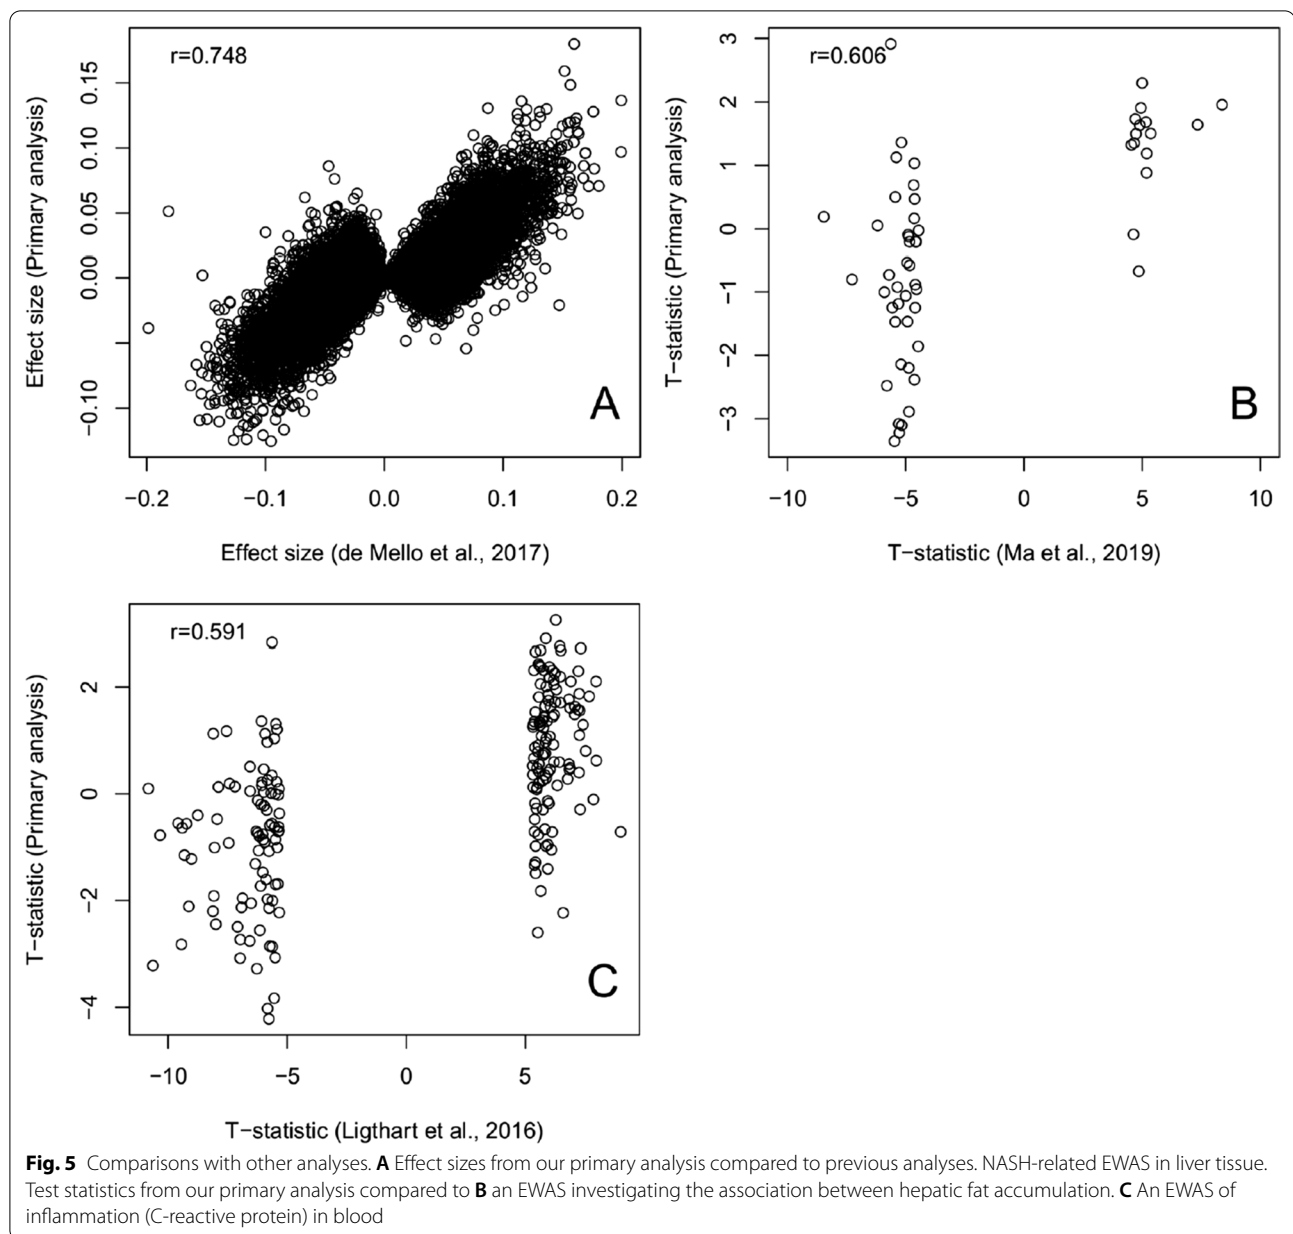 r=0.748
Effect size (Primary analysis)
0.15
0.10
0.05
0.00
−0.10
A
−0.2
−0.1
0.0
0.1
0.2
Effect size (de Mello et al., 2017)
r=0.606
T−statistic (Primary analysis)
3
2
1
0
−1
−2
−3
B
−10
−5
0
5
10
T−statistic (Ma et al., 2019)
r=0.591
T−statistic (Primary analysis)
2
0
−2
−4
C
−10
−5
0
5
T−statistic (Ligthart et al., 2016)
Fig. 5 Comparisons with other analyses. A Effect sizes from our primary analysis compared to previous analyses. NASH-related EWAS in liver tissue.
Test statistics from our primary analysis compared to B an EWAS investigating the association between hepatic fat accumulation. C An EWAS of
inflammation (C-reactive protein) in blood